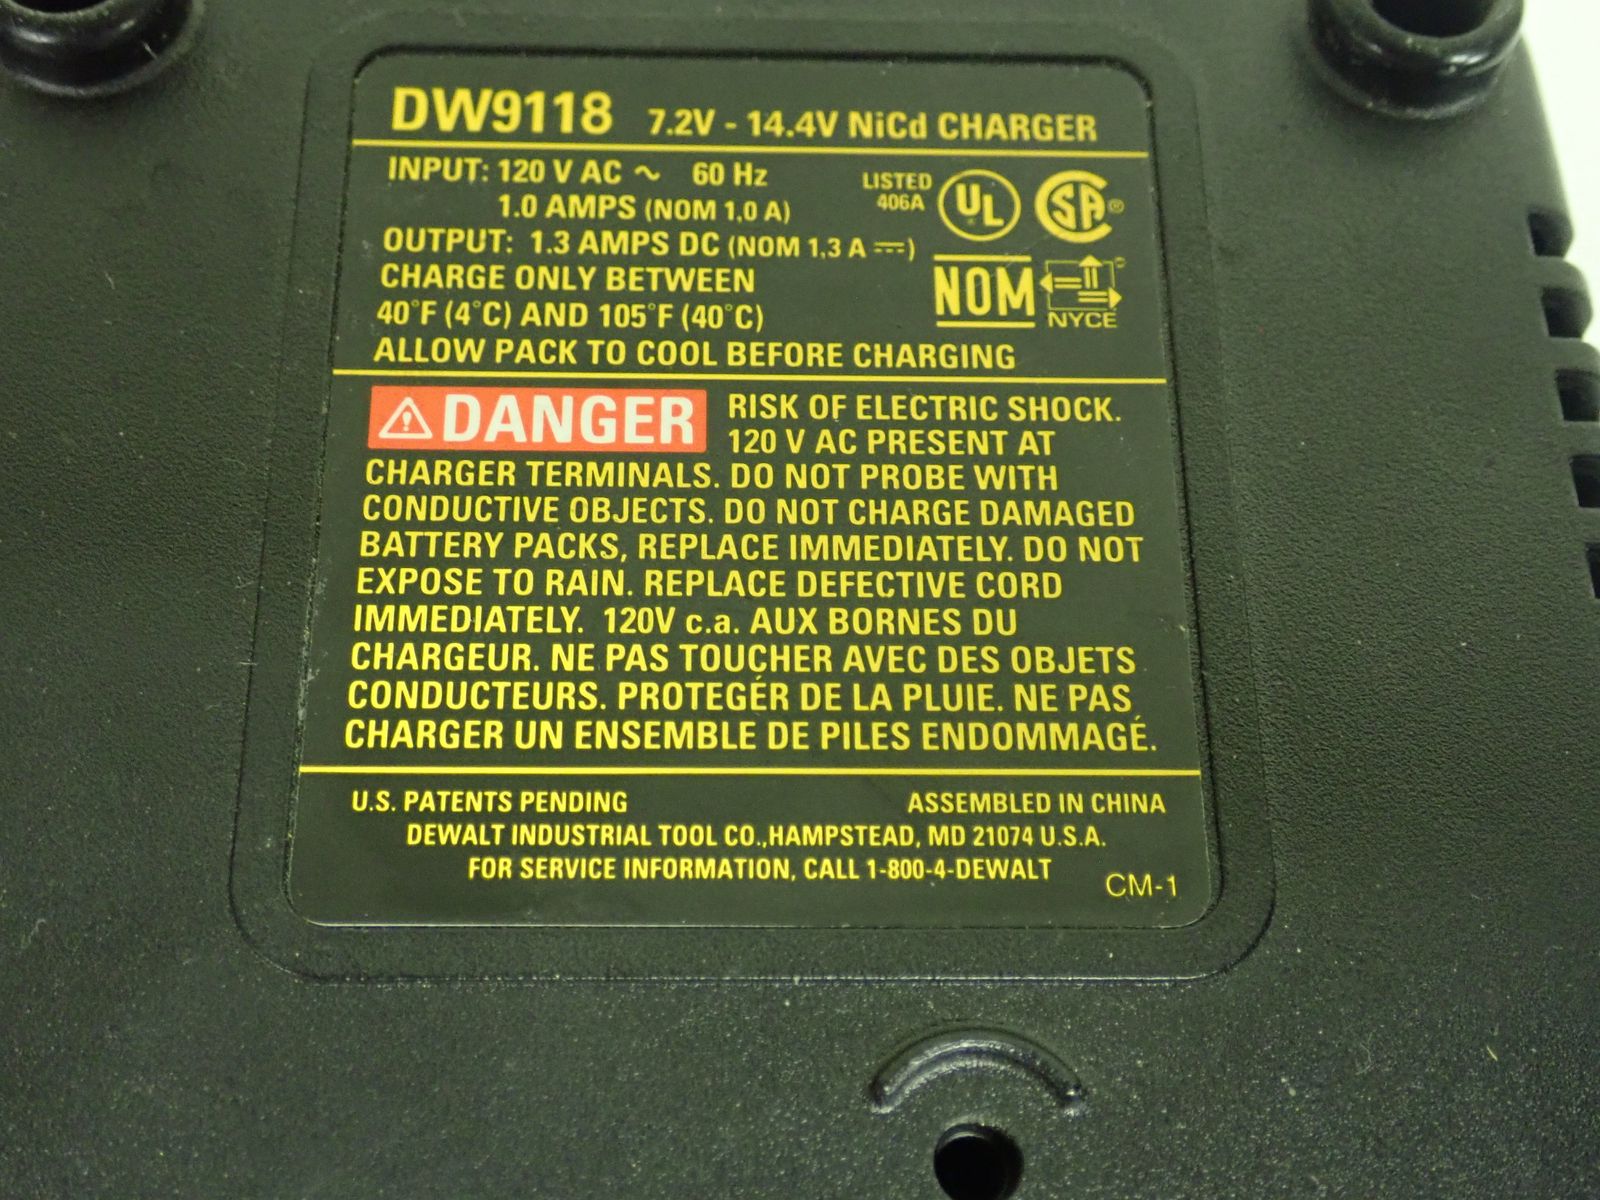 DW9118 7.2V - 14.4V NiCd CHARGER
INPUT: 120 V AC ~ 60 Hz
1.0 AMPS (NOM 1,0 A)
LISTED
406A
UL
SA®
OUTPUT: 1.3 AMPS DC (NOM 1,3 A ⎓)
CHARGE ONLY BETWEEN
40°F (4°C) AND 105°F (40°C)
NOM
NYCE
ALLOW PACK TO COOL BEFORE CHARGING
⚠DANGER RISK OF ELECTRIC SHOCK.
120 V AC PRESENT AT
CHARGER TERMINALS. DO NOT PROBE WITH
CONDUCTIVE OBJECTS. DO NOT CHARGE DAMAGED
BATTERY PACKS, REPLACE IMMEDIATELY. DO NOT
EXPOSE TO RAIN. REPLACE DEFECTIVE CORD
IMMEDIATELY. 120V c.a. AUX BORNES DU
CHARGEUR. NE PAS TOUCHER AVEC DES OBJETS
CONDUCTEURS. PROTEGÉR DE LA PLUIE. NE PAS
CHARGER UN ENSEMBLE DE PILES ENDOMMAGÉ.
U.S. PATENTS PENDING ASSEMBLED IN CHINA
DEWALT INDUSTRIAL TOOL CO.,HAMPSTEAD, MD 21074 U.S.A.
FOR SERVICE INFORMATION, CALL 1-800-4-DEWALT
CM-1